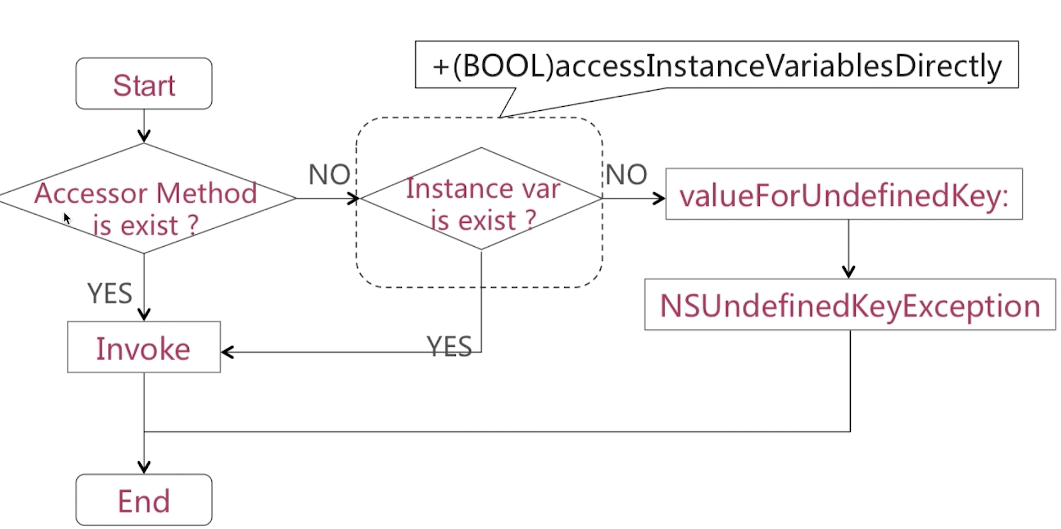 +(BOOL)accessInstanceVariablesDirectly
Start
Accessor Method
is exist ?
NO
Instance var
is exist ?
NO
valueForUndefinedKey:
YES
NSUndefinedKeyException
Invoke
YES
End